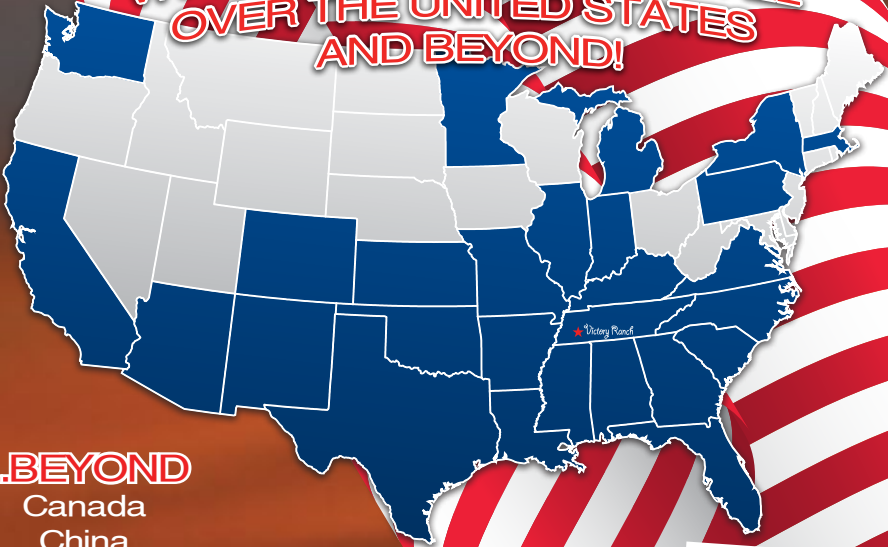 OVER THE UNITED STATES
AND BEYOND!
Victory Ranch
..BEYOND
Canada
China